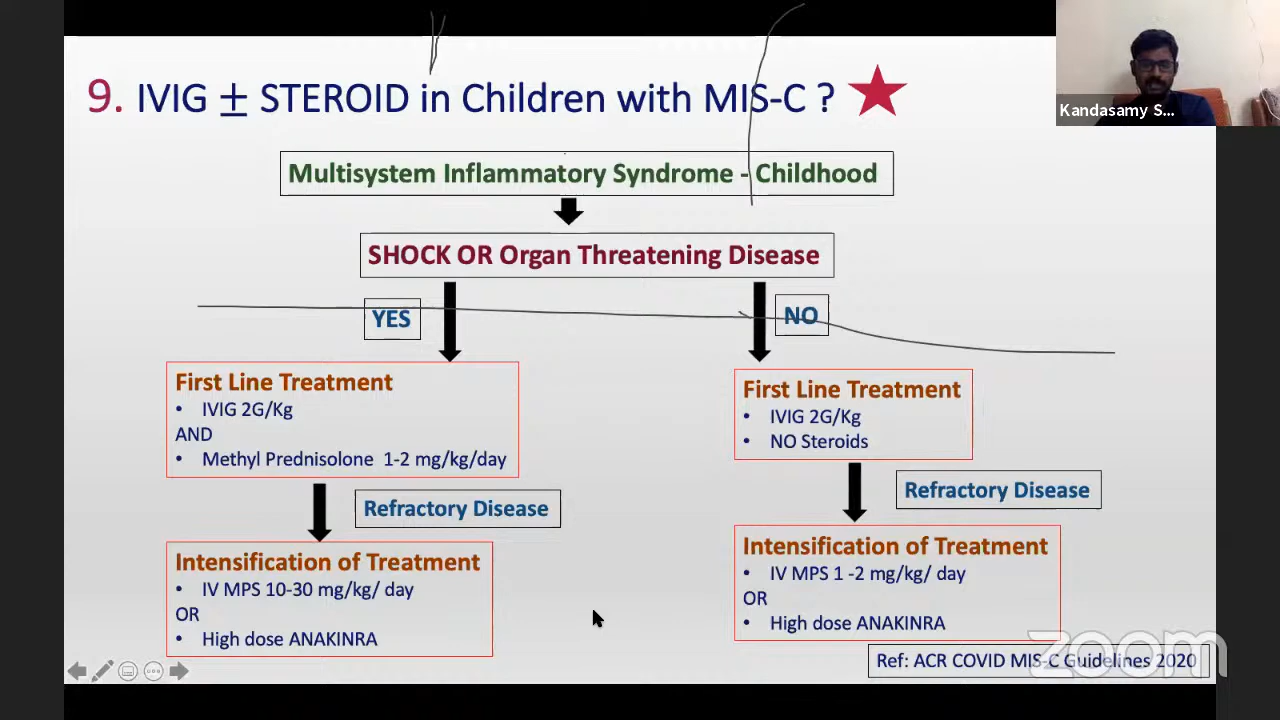 9. IVIG ± STEROID in Children with MIS-C ?
Kandasamy S...
Multisystem Inflammatory Syndrome - Childhood
SHOCK OR Organ Threatening Disease
YES
NO
First Line Treatment
• IVIG 2G/Kg
AND
• Methyl Prednisolone 1-2 mg/kg/day
First Line Treatment
• IVIG 2G/Kg
• NO Steroids
Refractory Disease
Refractory Disease
Intensification of Treatment
• IV MPS 10-30 mg/kg/ day
OR
• High dose ANAKINRA
Intensification of Treatment
• IV MPS 1 -2 mg/kg/ day
OR
• High dose ANAKINRA
zoom
Ref: ACR COVID MIS-C Guidelines 2020